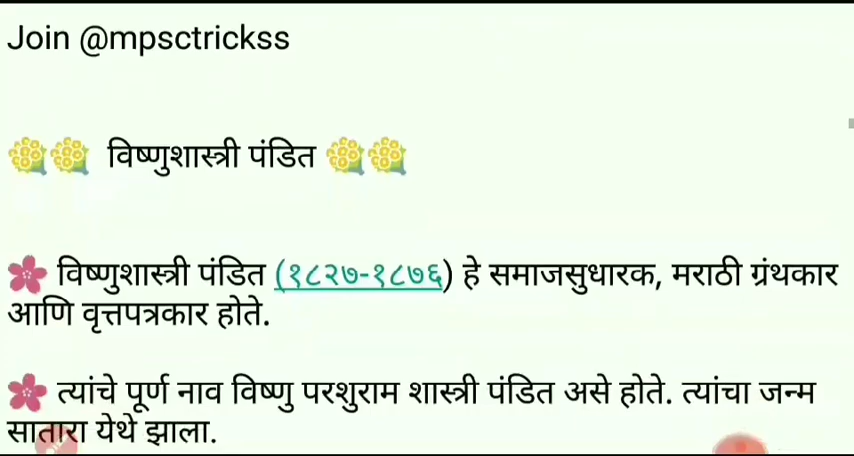 Join @mpsctrickss
💐💐 विष्णुशास्त्री पंडित 💐💐
🌺 विष्णुशास्त्री पंडित (१८२७-१८७६) हे समाजसुधारक, मराठी ग्रंथकार
आणि वृत्तपत्रकार होते.
🌺 त्यांचे पूर्ण नाव विष्णु परशुराम शास्त्री पंडित असे होते. त्यांचा जन्म
सातारा येथे झाला.